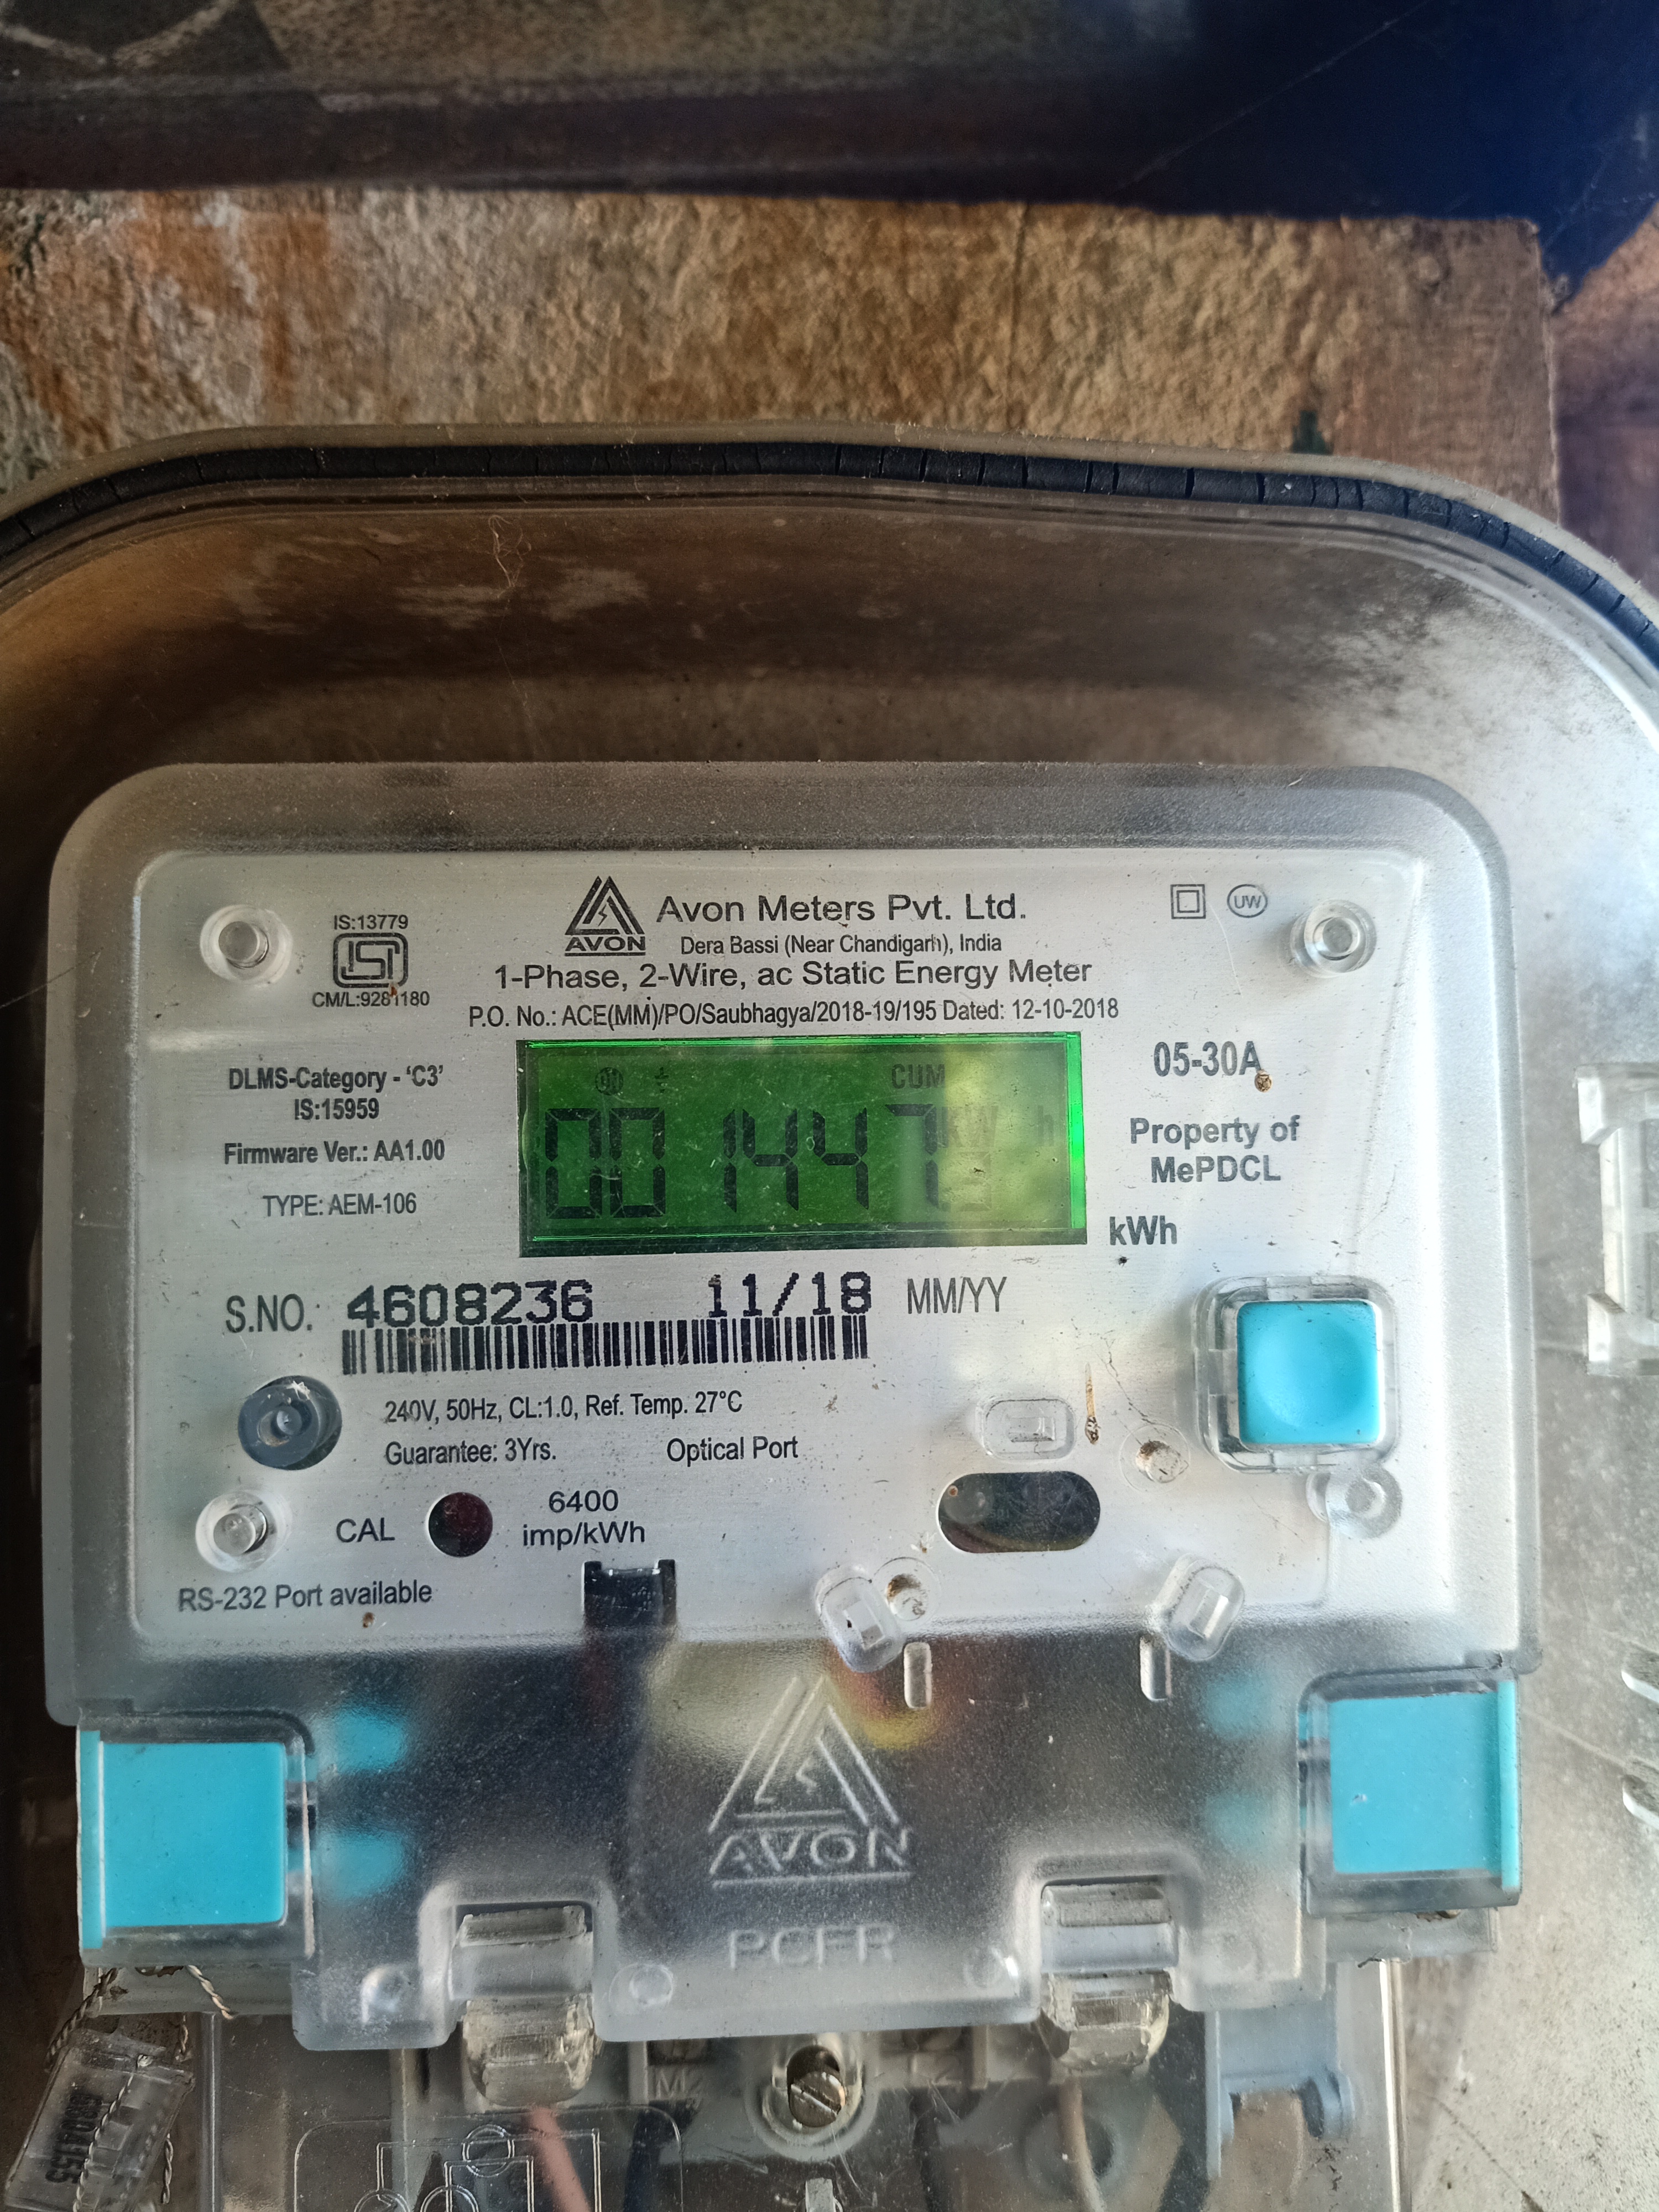 IS:13779
ISI
CM/L:9281180
AVON
Avon Meters Pvt. Ltd.
Dera Bassi (Near Chandigarh), India
1-Phase, 2-Wire, ac Static Energy Meter
P.O. No.: ACE(MM)/PO/Saubhagya/2018-19/195 Dated: 12-10-2018
UW
DLMS-Category - 'C3'
IS:15959
Firmware Ver.: AA1.00
TYPE: AEM-106
CUM
001447
kW h
05-30A
Property of
MePDCL
kWh
S.NO.: 4608236 11/18 MM/YY
240V, 50Hz, CL:1.0, Ref. Temp. 27°C
Guarantee: 3Yrs. Optical Port
CAL
6400
imp/kWh
RS-232 Port available
AVON
PCFR